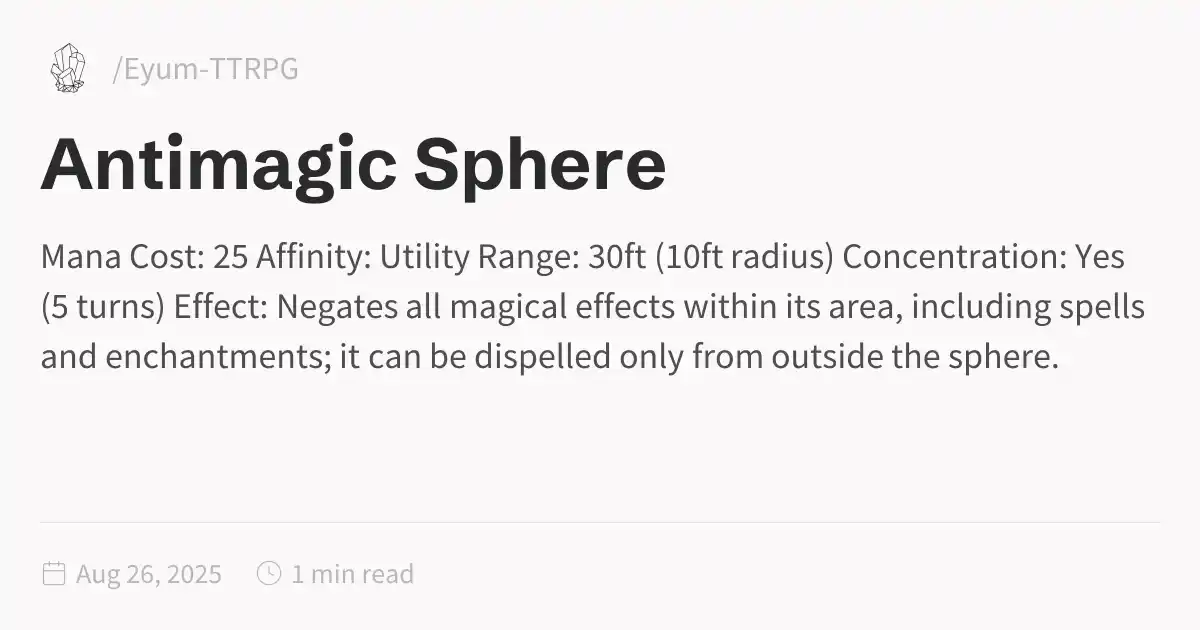 /Eyum-TTRPG
Antimagic Sphere
Mana Cost: 25 Affinity: Utility Range: 30ft (10ft radius) Concentration: Yes
(5 turns) Effect: Negates all magical effects within its area, including spells
and enchantments; it can be dispelled only from outside the sphere.
Aug 26, 2025 1 min read